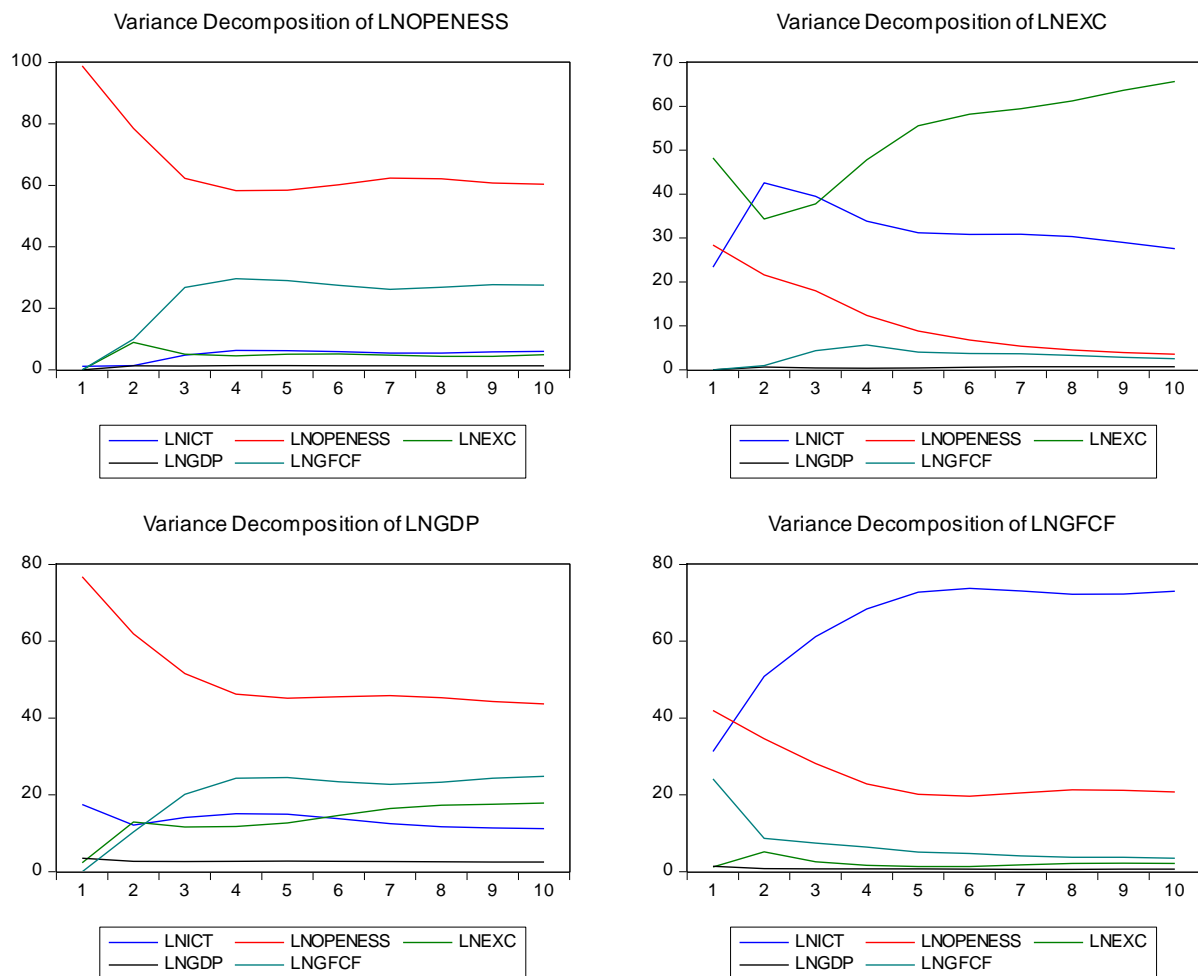 Variance Decomposition of LNOPENESS
100
80
60
40
20
0
1 2 3 4 5 6 7 8 9 10
LNICT LNOPENESS LNEXC
LNGDP LNGFCF
Variance Decomposition of LNEXC
70
60
50
40
30
20
10
0
1 2 3 4 5 6 7 8 9 10
LNICT LNOPENESS LNEXC
LNGDP LNGFCF
Variance Decomposition of LNGDP
80
60
40
20
0
1 2 3 4 5 6 7 8 9 10
LNICT LNOPENESS LNEXC
LNGDP LNGFCF
Variance Decomposition of LNGFCF
80
60
40
20
0
1 2 3 4 5 6 7 8 9 10
LNICT LNOPENESS LNEXC
LNGDP LNGFCF